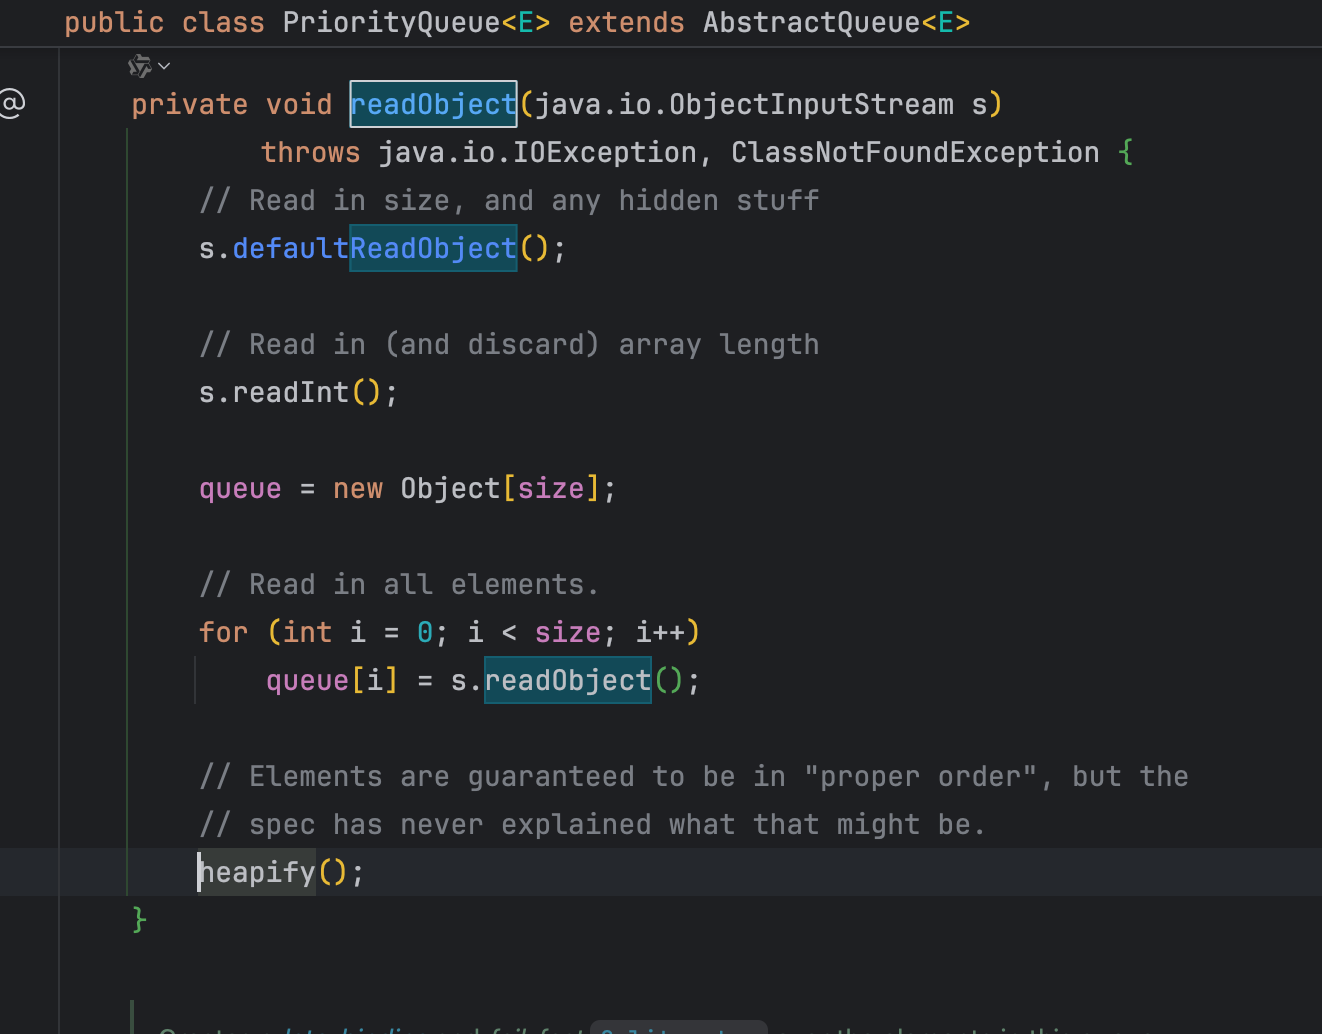 public class PriorityQueue<E> extends AbstractQueue<E>
@
private void readObject(java.io.ObjectInputStream s)
throws java.io.IOException, ClassNotFoundException {
// Read in size, and any hidden stuff
s.defaultReadObject();
// Read in (and discard) array length
s.readInt();
queue = new Object[size];
// Read in all elements.
for (int i = 0; i < size; i++)
queue[i] = s.readObject();
// Elements are guaranteed to be in "proper order", but the
// spec has never explained what that might be.
heapify();
}